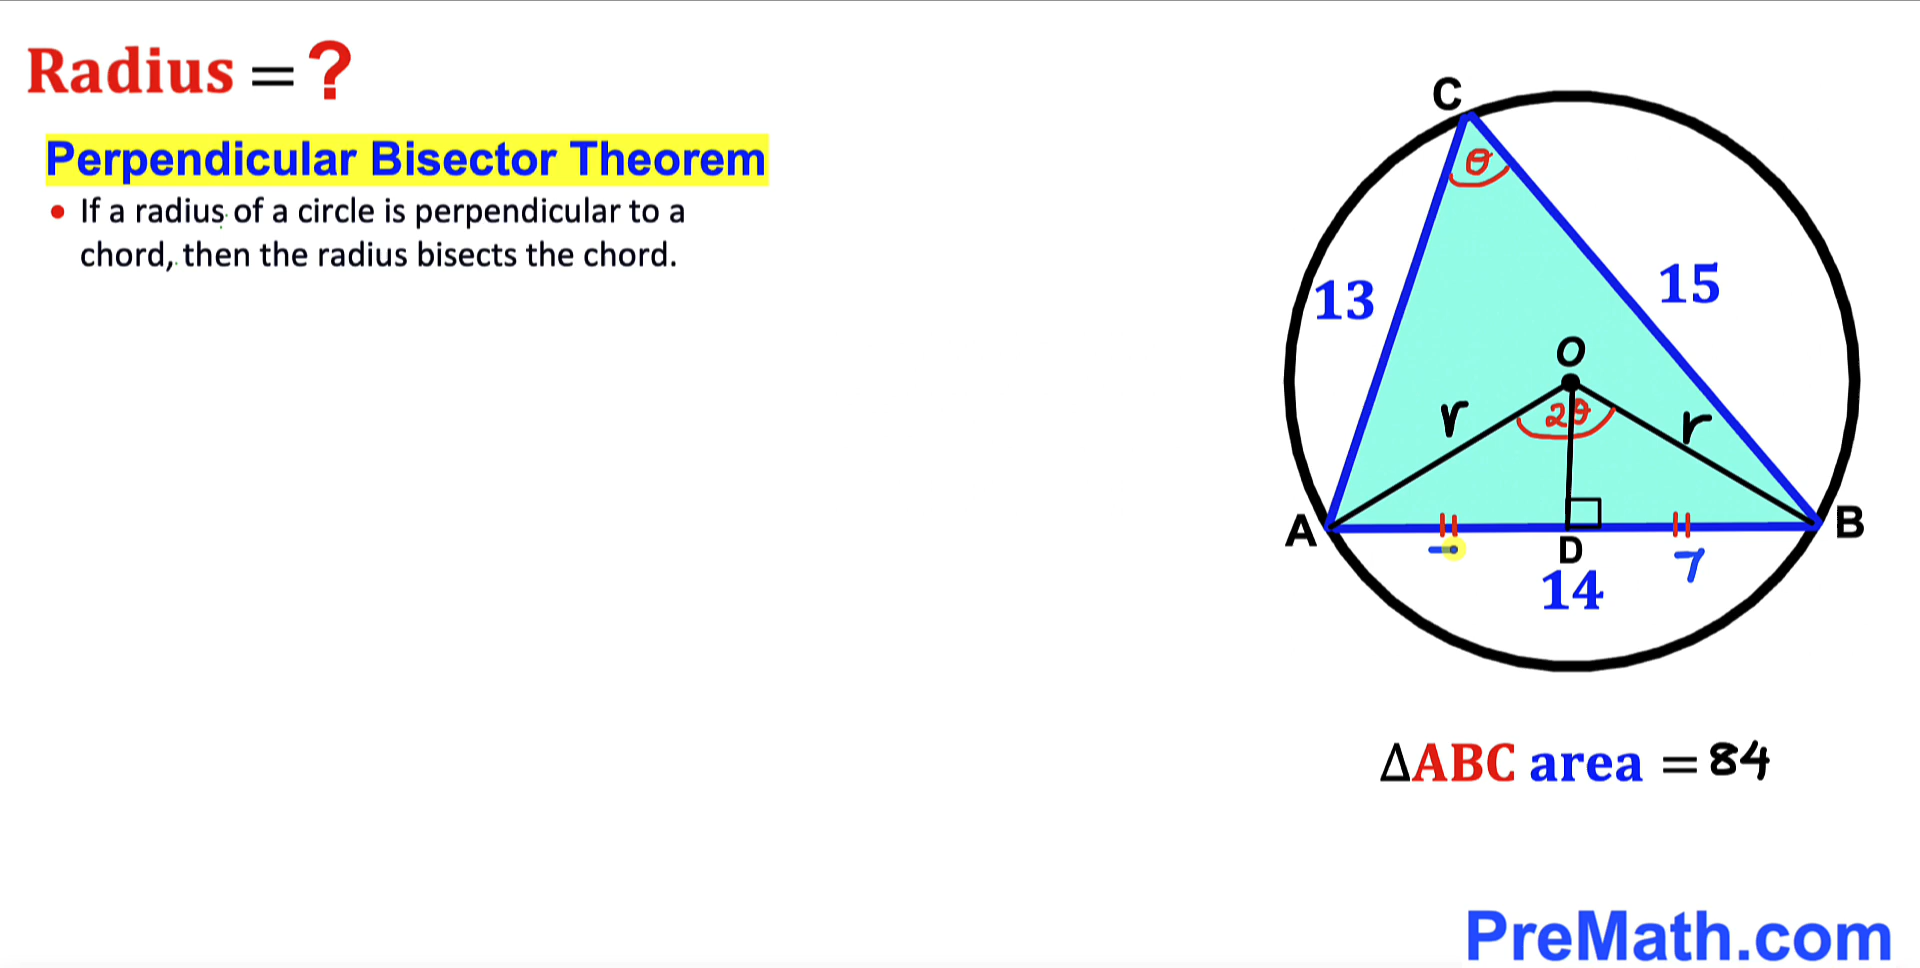 Radius = ?
Perpendicular Bisector Theorem
• If a radius of a circle is perpendicular to a
chord, then the radius bisects the chord.
C
θ
13
15
O
r
2θ
r
A
B
D
7
14
ΔABC area = 84
PreMath.com